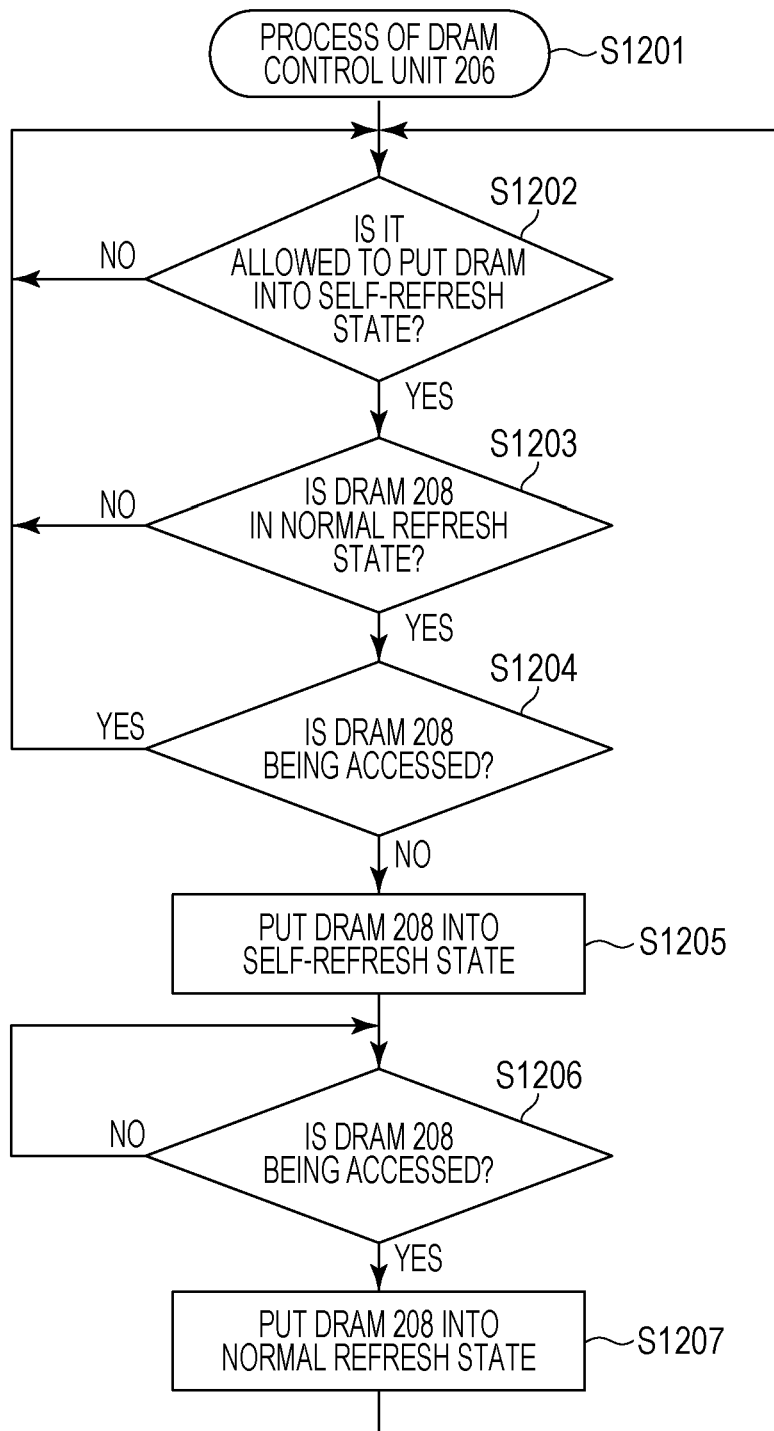 PROCESS OF DRAM
CONTROL UNIT 206
S1201
S1202
IS IT
ALLOWED TO PUT DRAM
INTO SELF-REFRESH
STATE?
NO
YES
S1203
IS DRAM 208
IN NORMAL REFRESH
STATE?
NO
YES
S1204
IS DRAM 208
BEING ACCESSED?
YES
NO
PUT DRAM 208 INTO
SELF-REFRESH STATE
S1205
S1206
IS DRAM 208
BEING ACCESSED?
NO
YES
PUT DRAM 208 INTO
NORMAL REFRESH STATE
S1207